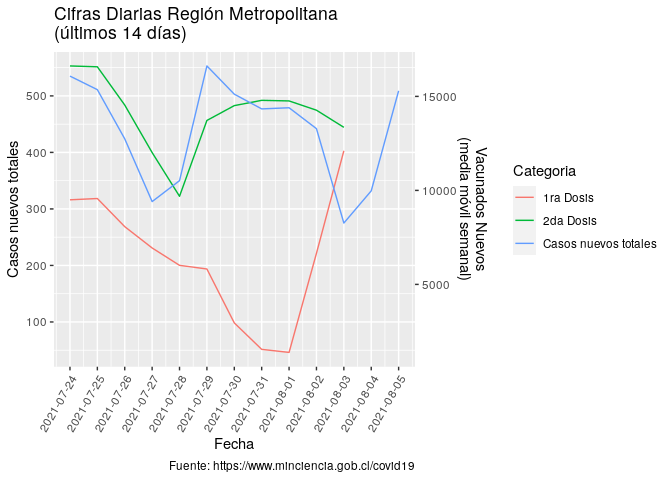 Cifras Diarias Región Metropolitana
(últimos 14 días)
Casos nuevos totales
500
400
300
200
100
15000
10000
5000
Vacunados Nuevos
(media móvil semanal)
2021-07-24
2021-07-25
2021-07-26
2021-07-27
2021-07-28
2021-07-29
2021-07-30
2021-07-31
2021-08-01
2021-08-02
2021-08-03
2021-08-04
2021-08-05
Fecha
Categoria
1ra Dosis
2da Dosis
Casos nuevos totales
Fuente: https://www.minciencia.gob.cl/covid19